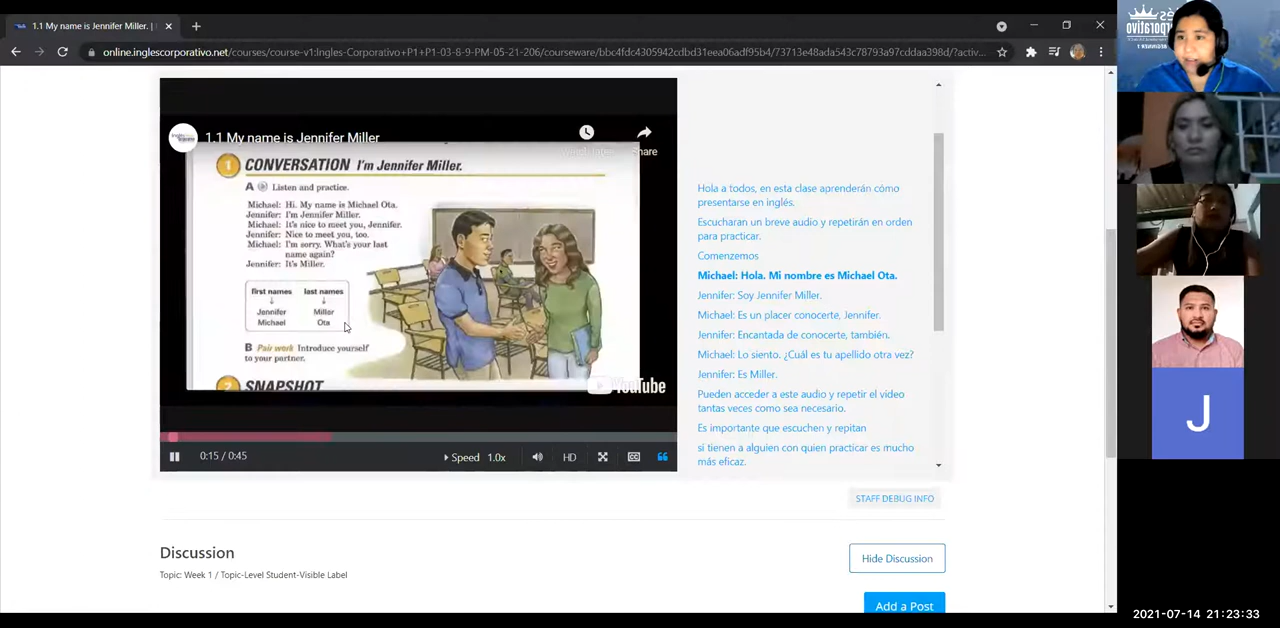 1.1 My name is Jennifer Miller. |
online.inglescorporativo.net/courses/course-v1:Ingles-Corporativo+P1+P1-03-8-9-PM-05-21-206/courseware/bbc4fdc4305942cdbd31eea06adf95b4/73713e48ada543c78793a97cddaa398d/?activ...
1.1 My name is Jennifer Miller
1 CONVERSATION I'm Jennifer Miller.
A Listen and practice.
Michael: Hi. My name is Michael Ota.
Jennifer: I'm Jennifer Miller.
Michael: It's nice to meet you, Jennifer.
Jennifer: Nice to meet you, too.
Michael: I'm sorry. What's your last
name again?
Jennifer: It's Miller.
first names last names
Jennifer Miller
Michael Ota
B Pair work Introduce yourself
to your partner.
2 SNAPSHOT
YouTube
0:15 / 0:45
Speed 1.0x
HD
Hola a todos, en esta clase aprenderán cómo
presentarse en inglés.
Escucharan un breve audio y repetirán en orden
para practicar.
Comenzemos
Michael: Hola. Mi nombre es Michael Ota.
Jennifer: Soy Jennifer Miller.
Michael: Es un placer conocerte, Jennifer.
Jennifer: Encantada de conocerte, también.
Michael: Lo siento. ¿Cuál es tu apellido otra vez?
Jennifer: Es Miller.
Pueden acceder a este audio y repetir el video
tantas veces como sea necesario.
Es importante que escuchen y repitan
si tienen a alguien con quien practicar es mucho
más eficaz.
STAFF DEBUG INFO
Discussion
Topic: Week 1 / Topic-Level Student-Visible Label
Hide Discussion
Add a Post
J
2021-07-14 21:23:33